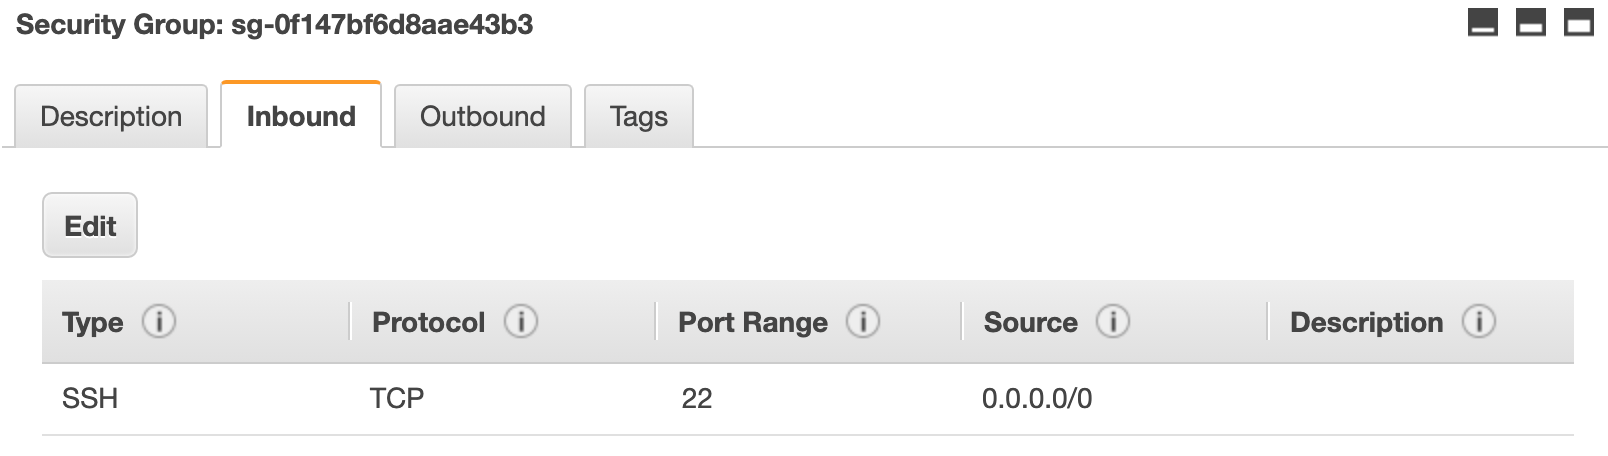 Security Group: sg-0f147bf6d8aae43b3
Description Inbound Outbound Tags
Edit
Type Protocol Port Range Source Description
SSH TCP 22 0.0.0.0/0